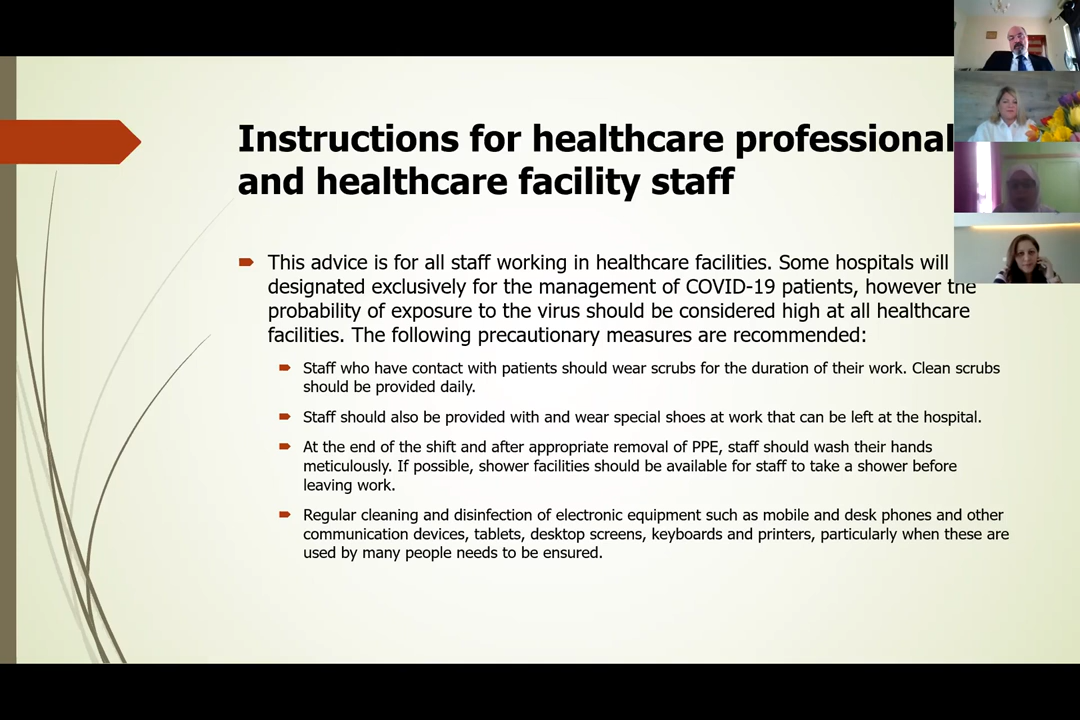 Instructions for healthcare professional
and healthcare facility staff
This advice is for all staff working in healthcare facilities. Some hospitals will
designated exclusively for the management of COVID-19 patients, however the
probability of exposure to the virus should be considered high at all healthcare
facilities. The following precautionary measures are recommended:
Staff who have contact with patients should wear scrubs for the duration of their work. Clean scrubs
should be provided daily.
Staff should also be provided with and wear special shoes at work that can be left at the hospital.
At the end of the shift and after appropriate removal of PPE, staff should wash their hands
meticulously. If possible, shower facilities should be available for staff to take a shower before
leaving work.
Regular cleaning and disinfection of electronic equipment such as mobile and desk phones and other
communication devices, tablets, desktop screens, keyboards and printers, particularly when these are
used by many people needs to be ensured.